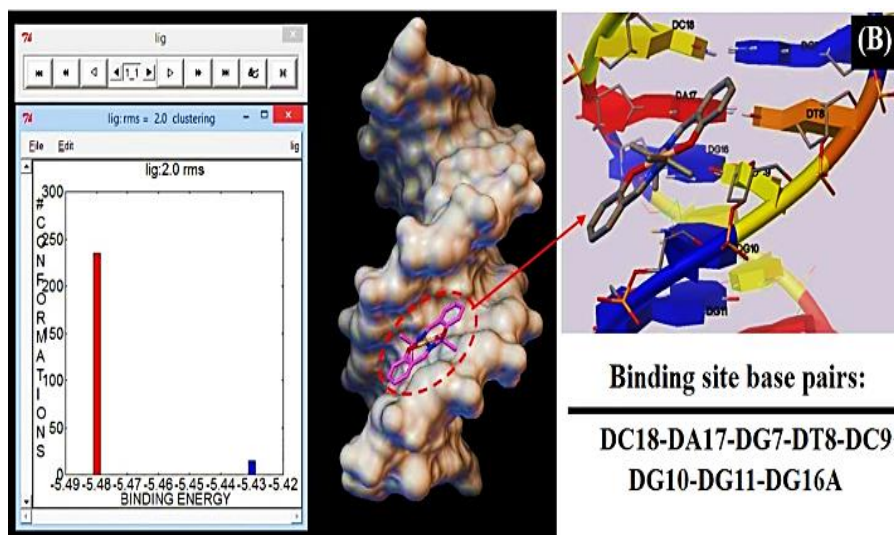 lig
1_1
lig:rms = 2.0 clustering
File Edit lig
lig:2.0 rms
# CONFORMATIONS
300
250
200
150
100
50
0
-5.49 -5.48 -5.47 -5.46 -5.45 -5.44 -5.43 -5.42
BINDING ENERGY
(B)
DC18
DA17
DT8
DG16
DG10
DG11
Binding site base pairs:
DC18-DA17-DG7-DT8-DC9
DG10-DG11-DG16A